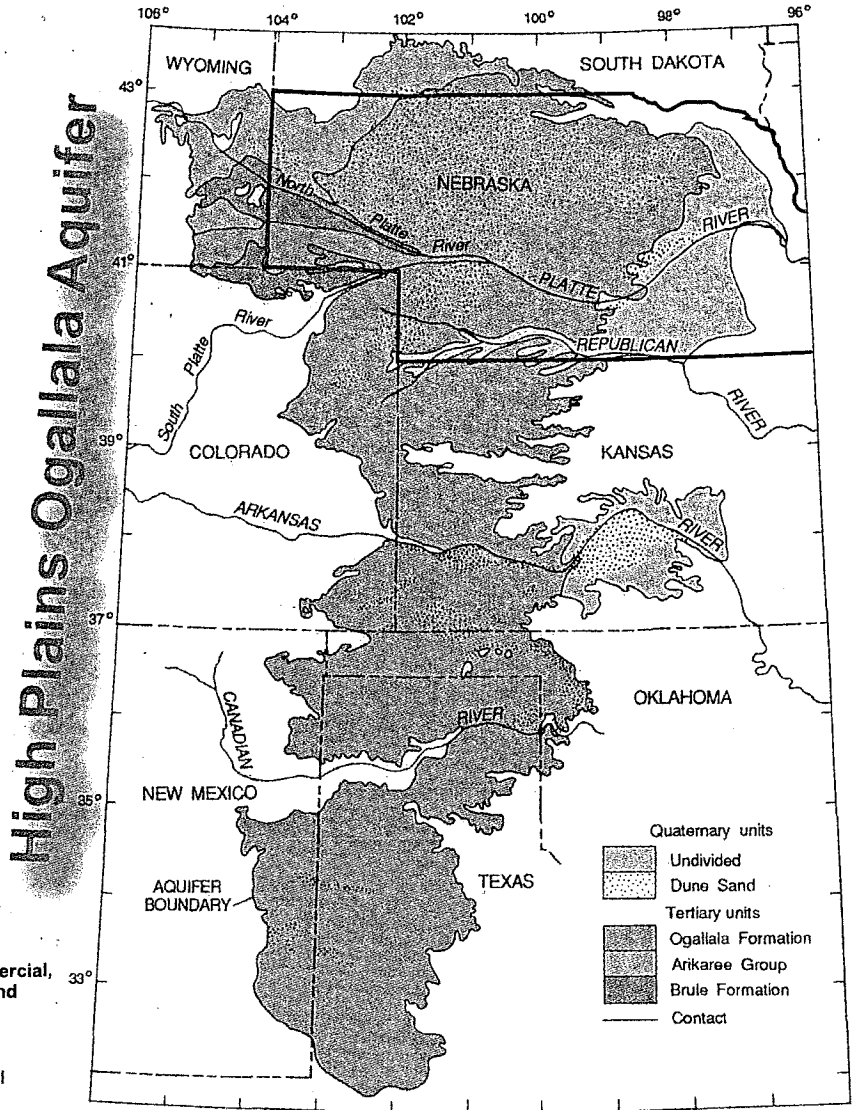 High Plains Ogallala Aquifer
106° 104° 102° 100° 98° 96°
43°
WYOMING
SOUTH DAKOTA
NEBRASKA
North
Platte
River
PLATTE
RIVER
41°
South Platte River
REPUBLICAN
RIVER
39°
COLORADO
KANSAS
ARKANSAS
RIVER
37°
CANADIAN
RIVER
OKLAHOMA
NEW MEXICO
35°
AQUIFER
BOUNDARY
TEXAS
33°
Quaternary units
Undivided
Dune Sand
Tertiary units
Ogallala Formation
Arikaree Group
Brule Formation
Contact
ercial,
nd